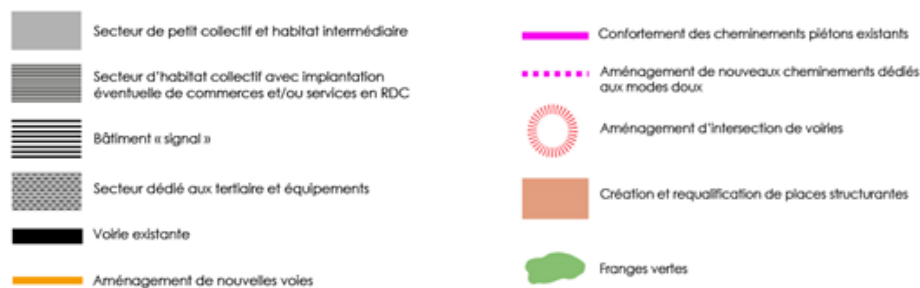 Secteur de petit collectif et habitat intermédiaire
Secteur d'habitat collectif avec implantation
éventuelle de commerces et/ou services en RDC
Bâtiment « signal »
Secteur dédié aux tertiaire et équipements
Voirie existante
Aménagement de nouvelles voies
Confortement des cheminements piétons existants
Aménagement de nouveaux cheminements dédiés
aux modes doux
Aménagement d'intersection de voiries
Création et requalification de places structurantes
Franges vertes